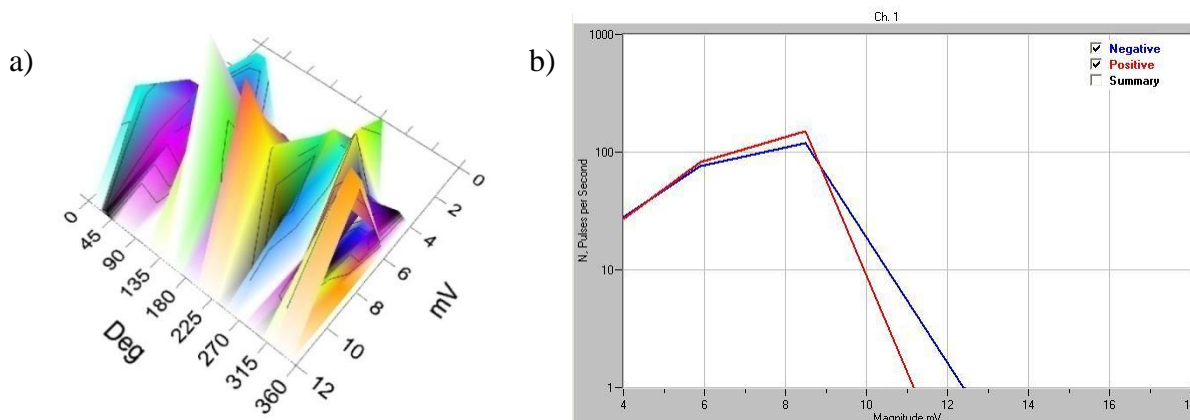 a)
0
45
90
135
180
225
270
315
360
Deg
0
2
4
6
8
10
12
mV
b)
Ch. 1
N, Pulses per Second
1000
100
10
1
Negative
Positive
Summary
4
6
8
10
12
14
16
18
Magnitude mV